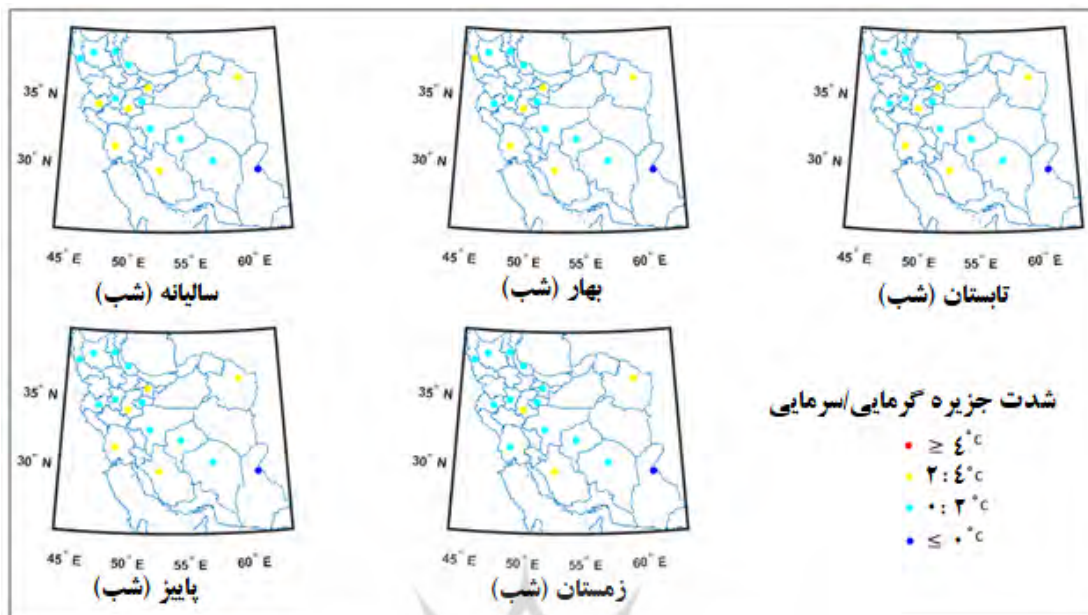 35° N
30° N
45° E 50° E 55° E 60° E
سالیانه (شب)
35° N
30° N
45° E 50° E 55° E 60° E
بهار (شب)
35° N
30° N
45° E 50° E 55° E 60° E
تابستان (شب)
35° N
30° N
45° E 50° E 55° E 60° E
پاییز (شب)
35° N
30° N
45° E 50° E 55° E 60° E
زمستان (شب)
شدت جزیره گرمایی/سرمایی
≥ ٤°C
٢:٤°C
٠:٢°C
≤ ٠°C